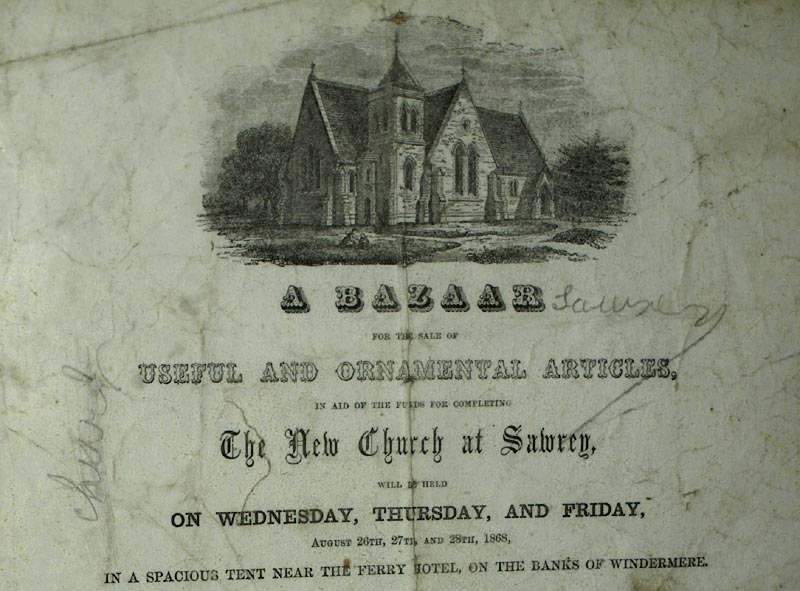 A BAZAAR Sawrey
FOR THE SALE OF
USEFUL AND ORNAMENTAL ARTICLES,
IN AID OF THE FUNDS FOR COMPLETING
The New Church at Sawrey,
WILL BE HELD
ON WEDNESDAY, THURSDAY, AND FRIDAY,
AUGUST 26TH, 27TH, AND 28TH, 1868,
IN A SPACIOUS TENT NEAR THE FERRY HOTEL, ON THE BANKS OF WINDERMERE.
Church